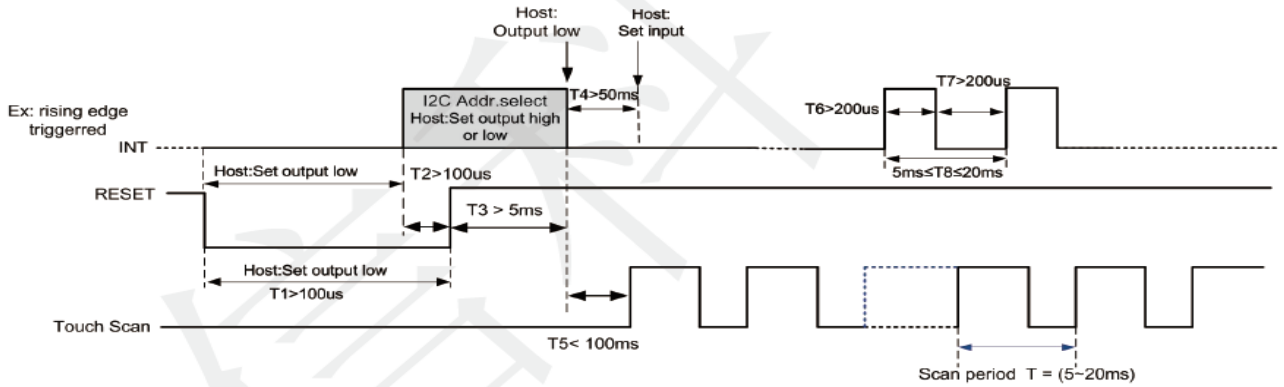 Host:
Output low
Host:
Set input
Ex: rising edge
triggerred
INT
I2C Addr.select
Host:Set output high
or low
T4>50ms
T6>200us
T7>200us
5ms≤T8≤20ms
Host:Set output low
T2>100us
RESET
T3 > 5ms
Host:Set output low
T1>100us
Touch Scan
T5< 100ms
Scan period T = (5~20ms)